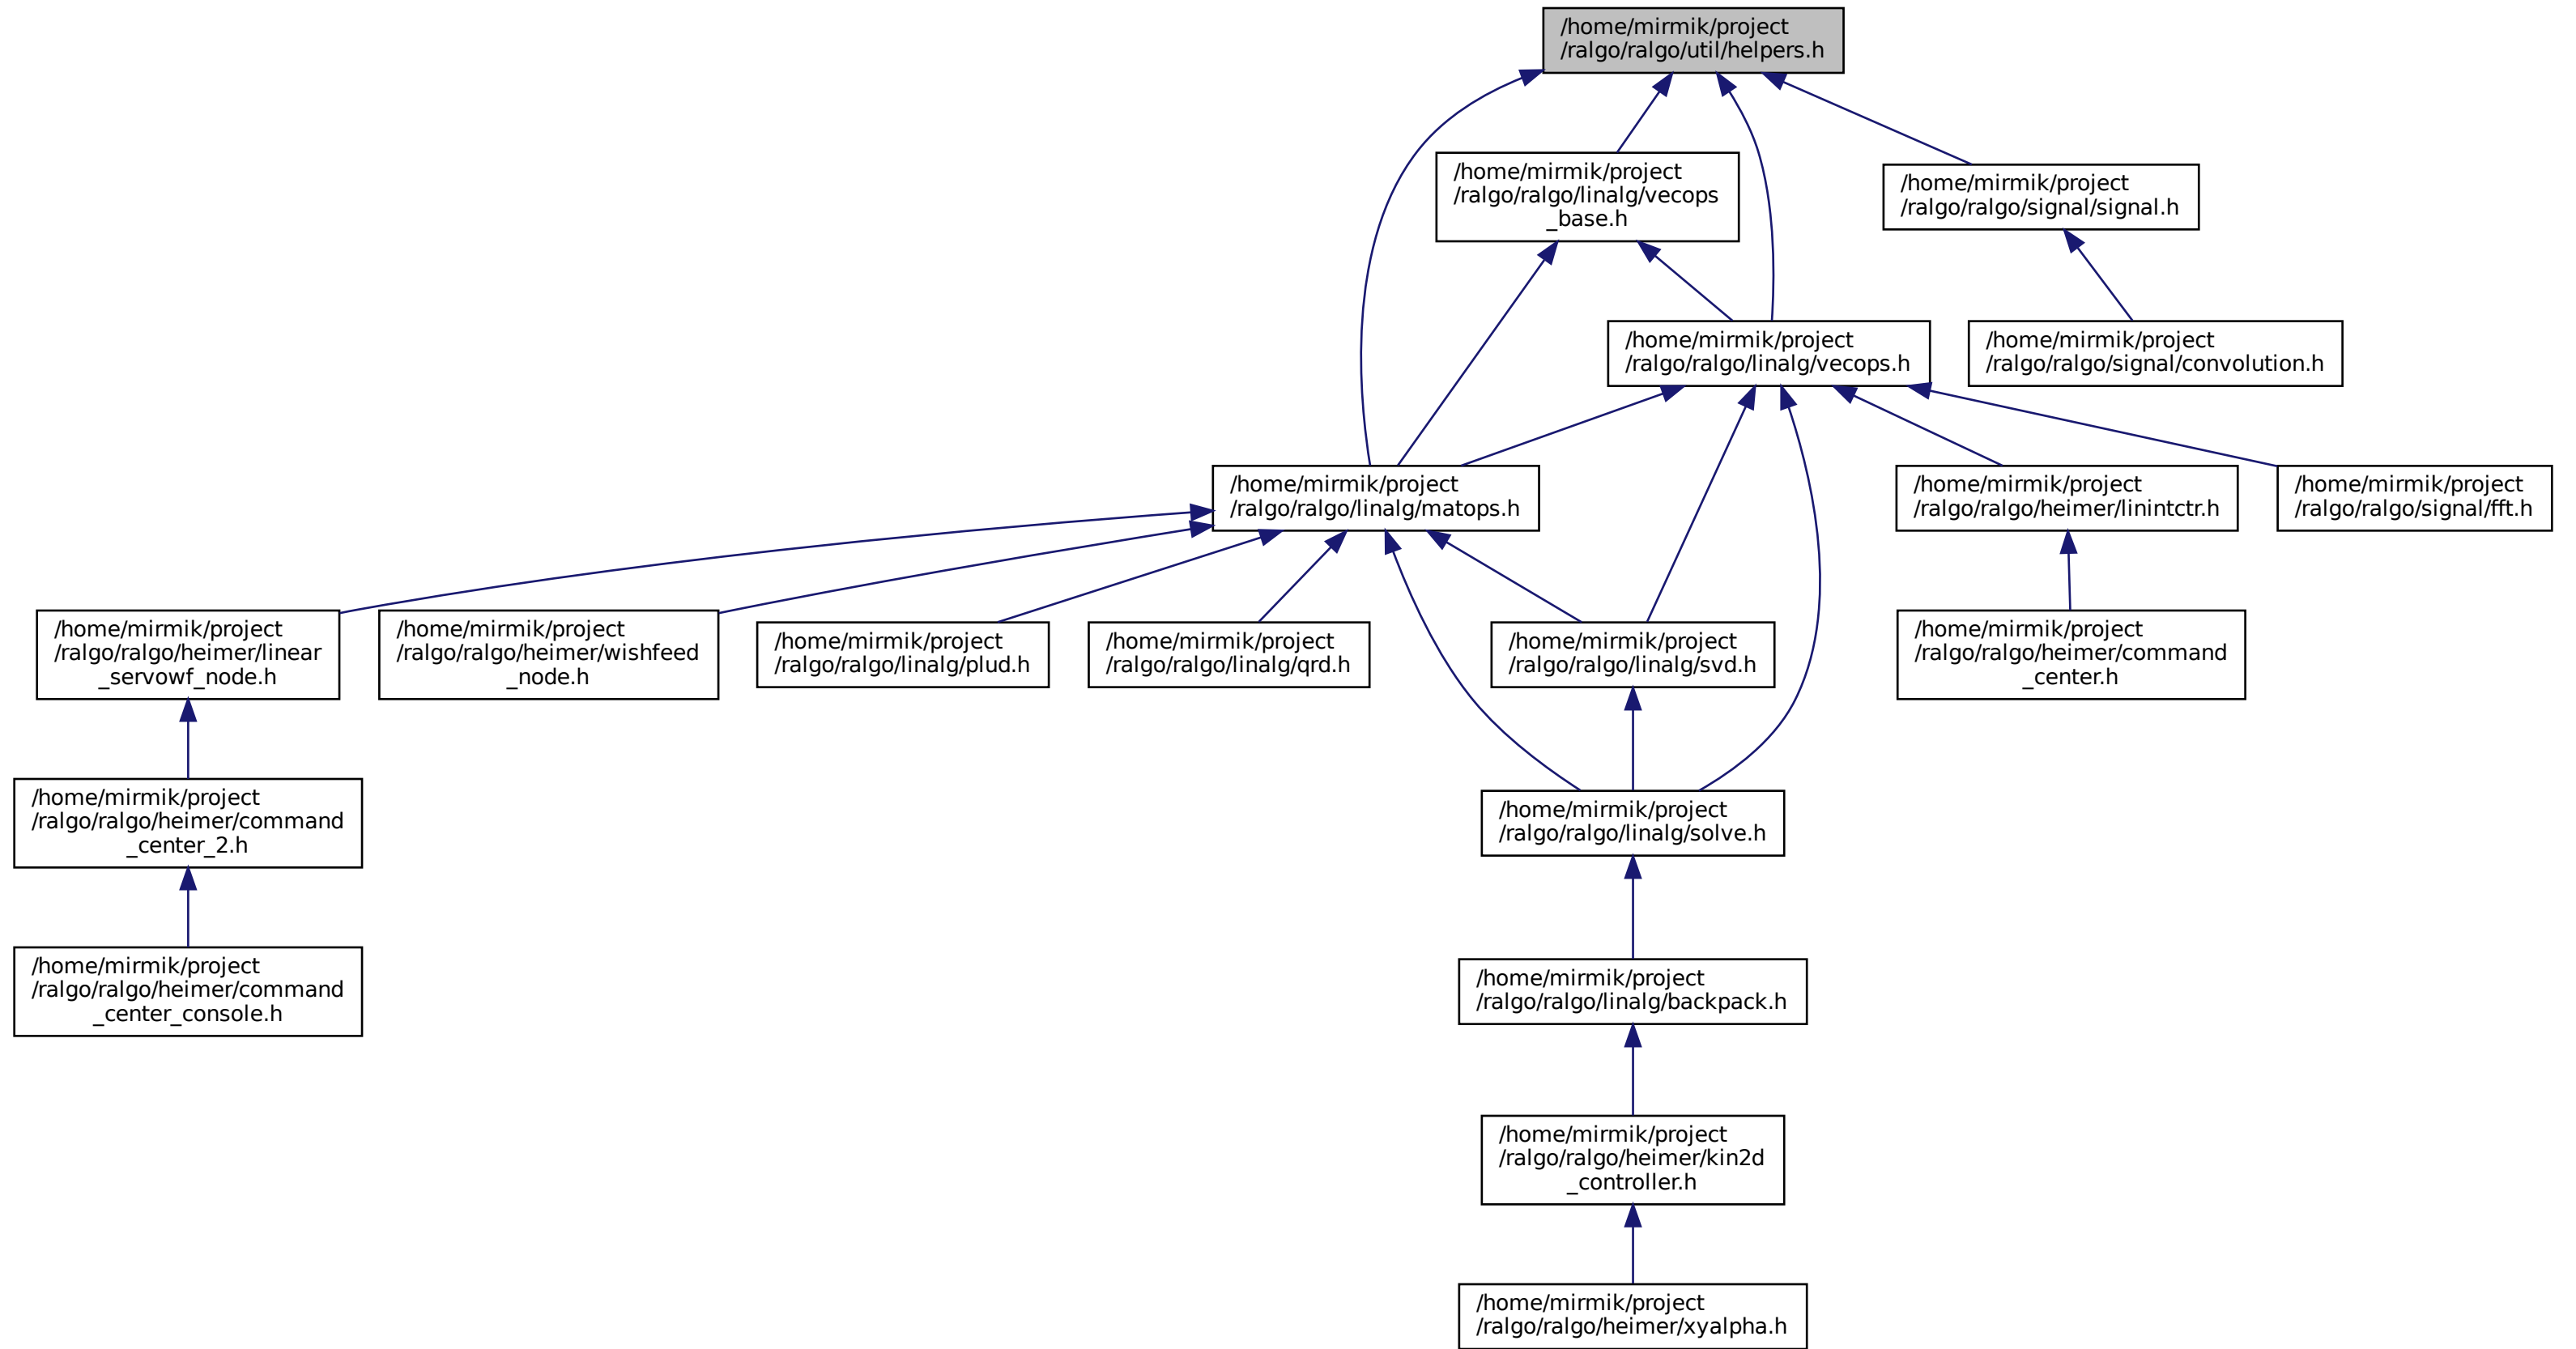 /home/mirmik/project
/ralgo/ralgo/util/helpers.h
/home/mirmik/project
/ralgo/ralgo/linalg/vecops
_base.h
/home/mirmik/project
/ralgo/ralgo/signal/signal.h
/home/mirmik/project
/ralgo/ralgo/linalg/vecops.h
/home/mirmik/project
/ralgo/ralgo/signal/convolution.h
/home/mirmik/project
/ralgo/ralgo/linalg/matops.h
/home/mirmik/project
/ralgo/ralgo/heimer/linintctr.h
/home/mirmik/project
/ralgo/ralgo/signal/fft.h
/home/mirmik/project
/ralgo/ralgo/heimer/linear
_servowf_node.h
/home/mirmik/project
/ralgo/ralgo/heimer/wishfeed
_node.h
/home/mirmik/project
/ralgo/ralgo/linalg/plud.h
/home/mirmik/project
/ralgo/ralgo/linalg/qrd.h
/home/mirmik/project
/ralgo/ralgo/linalg/svd.h
/home/mirmik/project
/ralgo/ralgo/heimer/command
_center.h
/home/mirmik/project
/ralgo/ralgo/heimer/command
_center_2.h
/home/mirmik/project
/ralgo/ralgo/linalg/solve.h
/home/mirmik/project
/ralgo/ralgo/heimer/command
_center_console.h
/home/mirmik/project
/ralgo/ralgo/linalg/backpack.h
/home/mirmik/project
/ralgo/ralgo/heimer/kin2d
_controller.h
/home/mirmik/project
/ralgo/ralgo/heimer/xyalpha.h